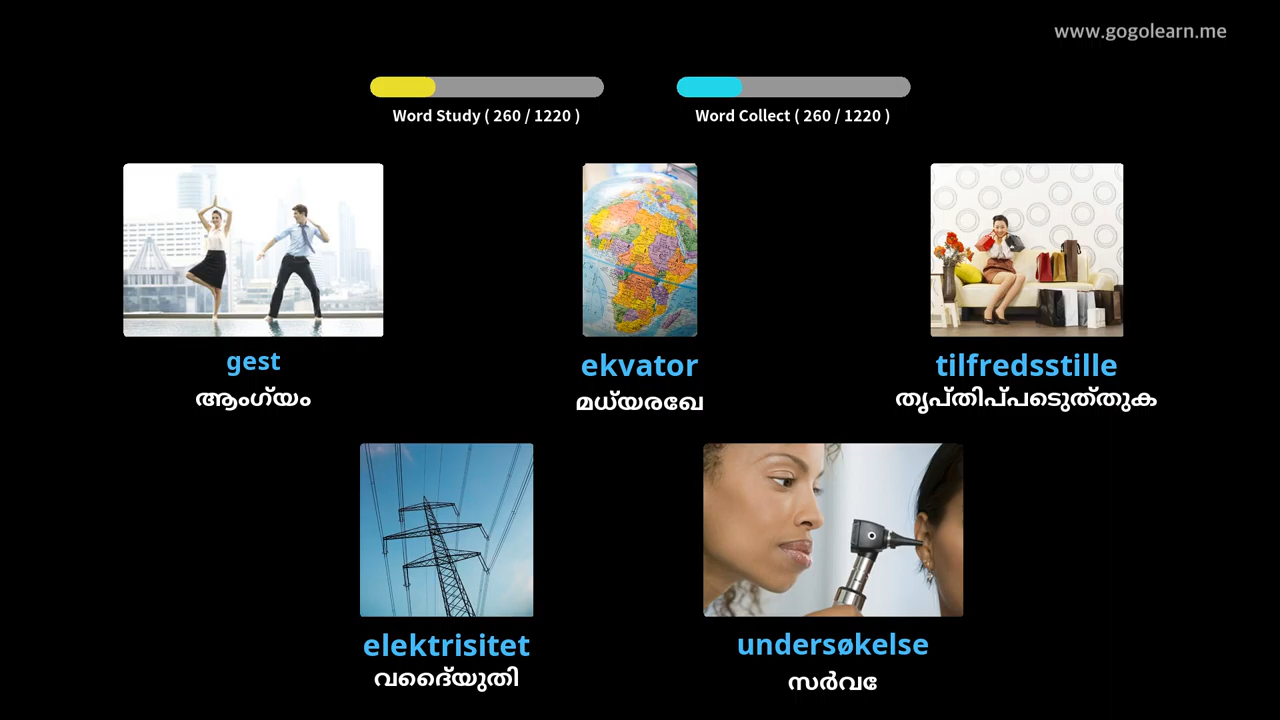 www.gogolearn.me
Word Study ( 260 / 1220 )
Word Collect ( 260 / 1220 )
gest
ekvator
tilfredsstille
ആംഗ്യം
മധ്യരേഖ
തൃപ്തിപ്പെടുത്തുക
elektrisitet
undersøkelse
വൈദ്യുതി
സർവേ